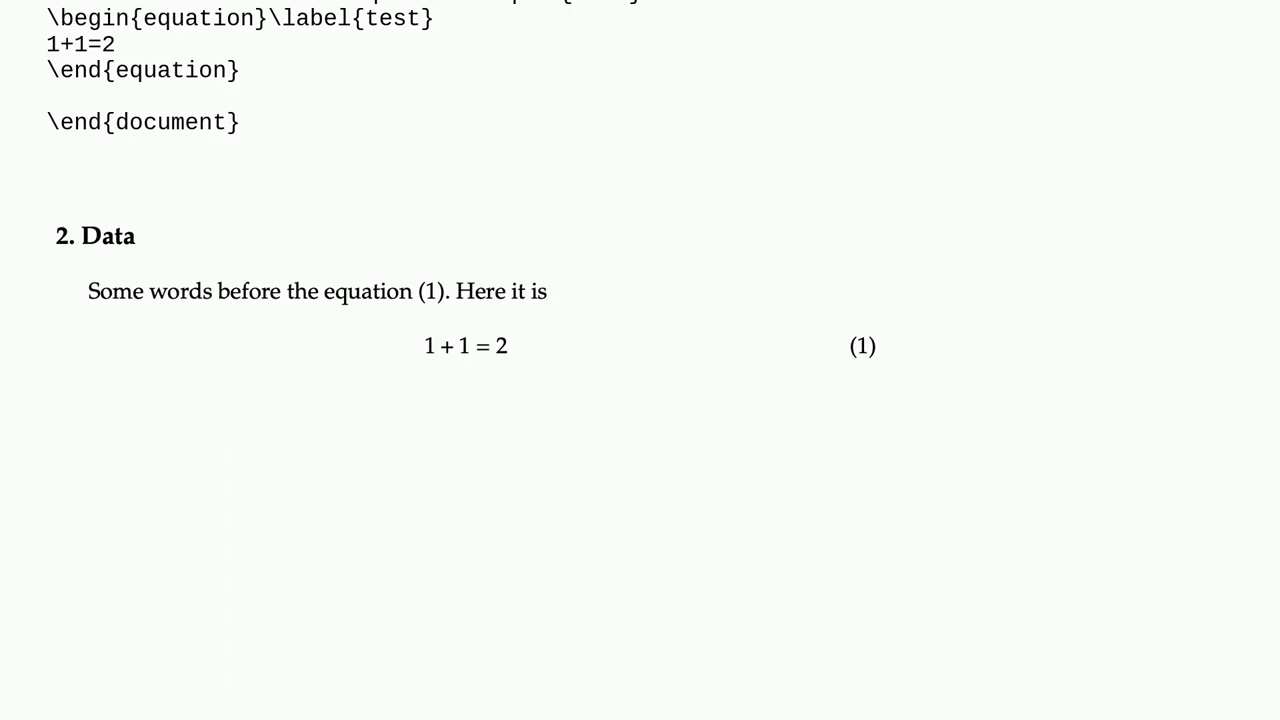 \begin{equation}\label{test}
1+1=2
\end{equation}
\end{document}
2. Data
Some words before the equation (1). Here it is
1 + 1 = 2 (1)